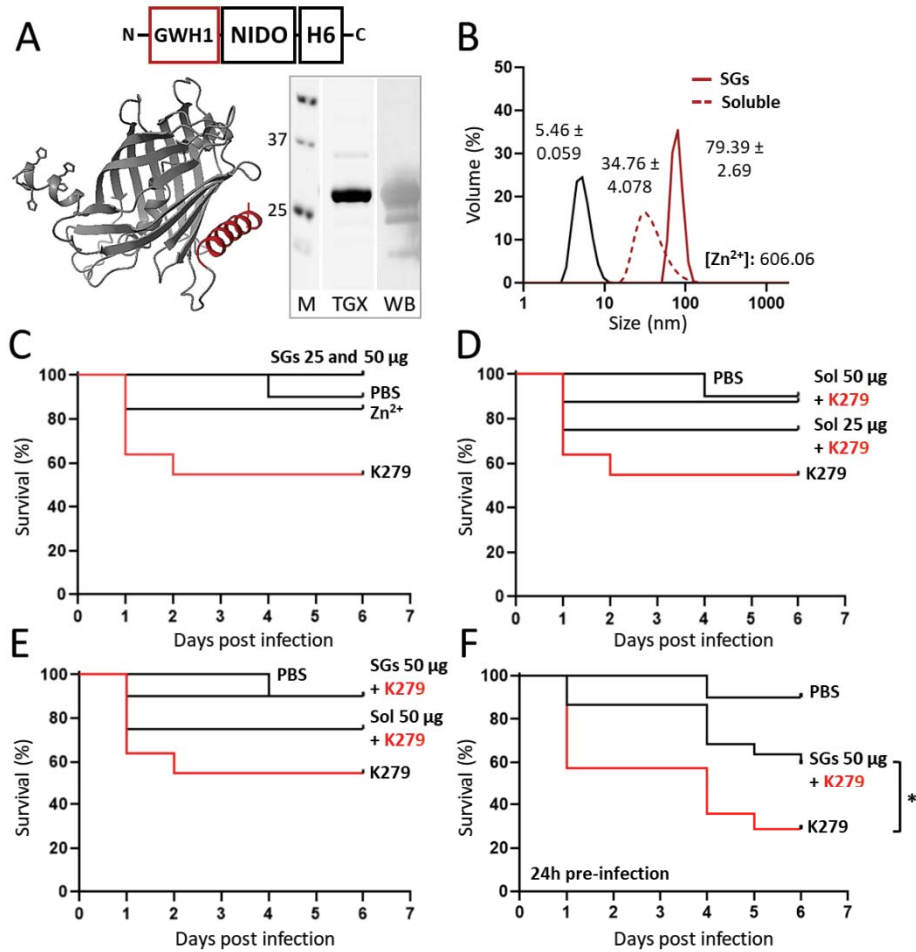 A
N-GWH1 NIDO H6-C
37
25
M TGX WB
B
50
40
30
20
10
0
Volume (%)
SGs
Soluble
5.46 ±
0.059
34.76 ±
4.078
79.39 ±
2.69
[Zn²⁺]: 606.06
1 10 100 1000
Size (nm)
C
100
80
60
40
20
0
Survival (%)
SGs 25 and 50 µg
PBS
Zn²⁺
K279
0 1 2 3 4 5 6 7
Days post infection
D
100
80
60
40
20
0
Survival (%)
PBS
Sol 50 µg
+ K279
Sol 25 µg
+ K279
K279
0 1 2 3 4 5 6 7
Days post infection
E
100
80
60
40
20
0
Survival (%)
PBS
SGs 50 µg
+ K279
Sol 50 µg
+ K279
K279
0 1 2 3 4 5 6 7
Days post infection
F
100
80
60
40
20
0
Survival (%)
PBS
SGs 50 µg
+ K279
K279
*
24h pre-infection
0 1 2 3 4 5 6 7
Days post infection